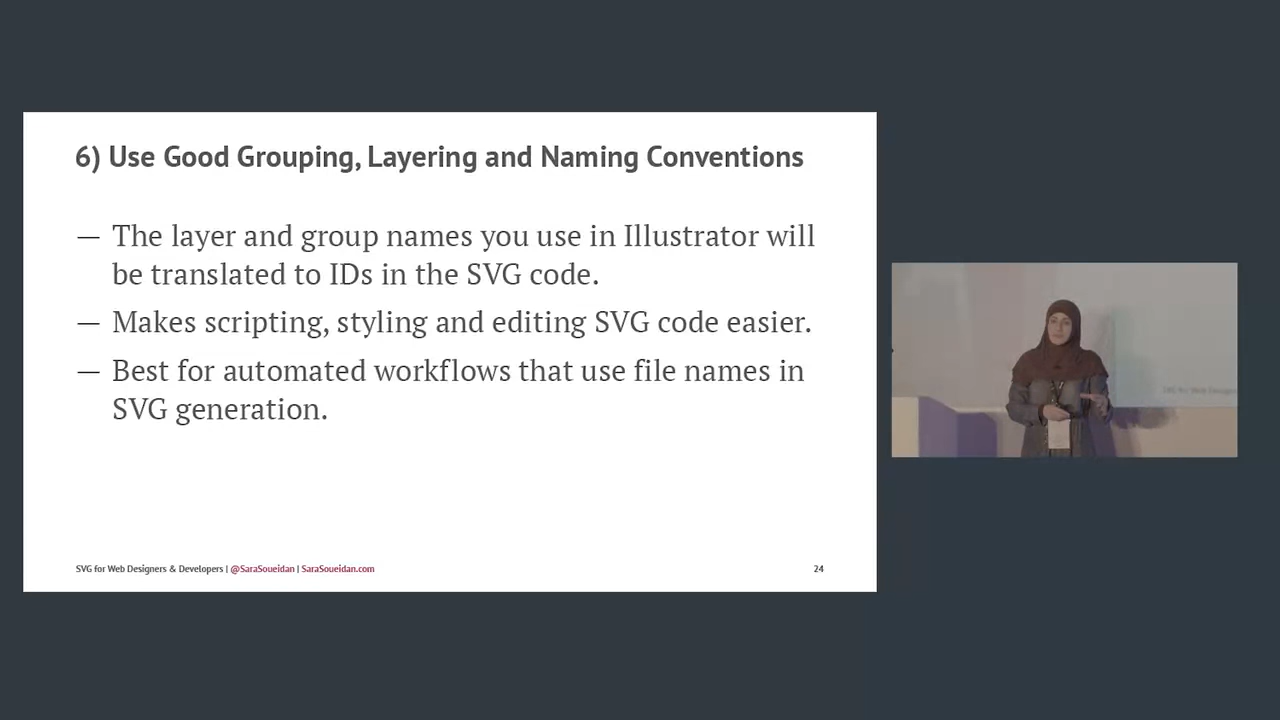 6) Use Good Grouping, Layering and Naming Conventions
— The layer and group names you use in Illustrator will
be translated to IDs in the SVG code.
— Makes scripting, styling and editing SVG code easier.
— Best for automated workflows that use file names in
SVG generation.
SVG for Web Designers & Developers | @SaraSoueidan | SaraSoueidan.com
24